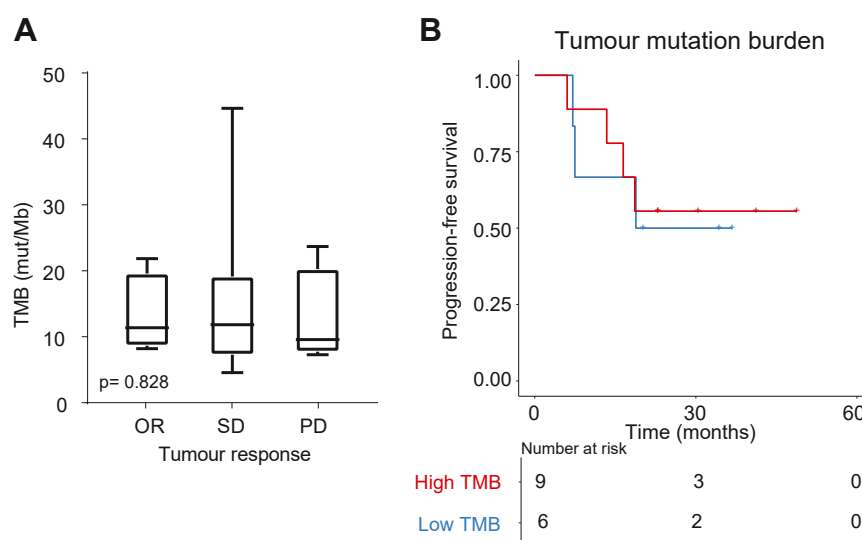 A
50
40
30
20
10
0
TMB (mut/Mb)
p= 0.828
OR SD PD
Tumour response
B
Tumour mutation burden
1.00
0.75
0.50
0.25
0.00
Progression-free survival
0 30 60
Time (months)
Number at risk
High TMB 9 3 0
Low TMB 6 2 0